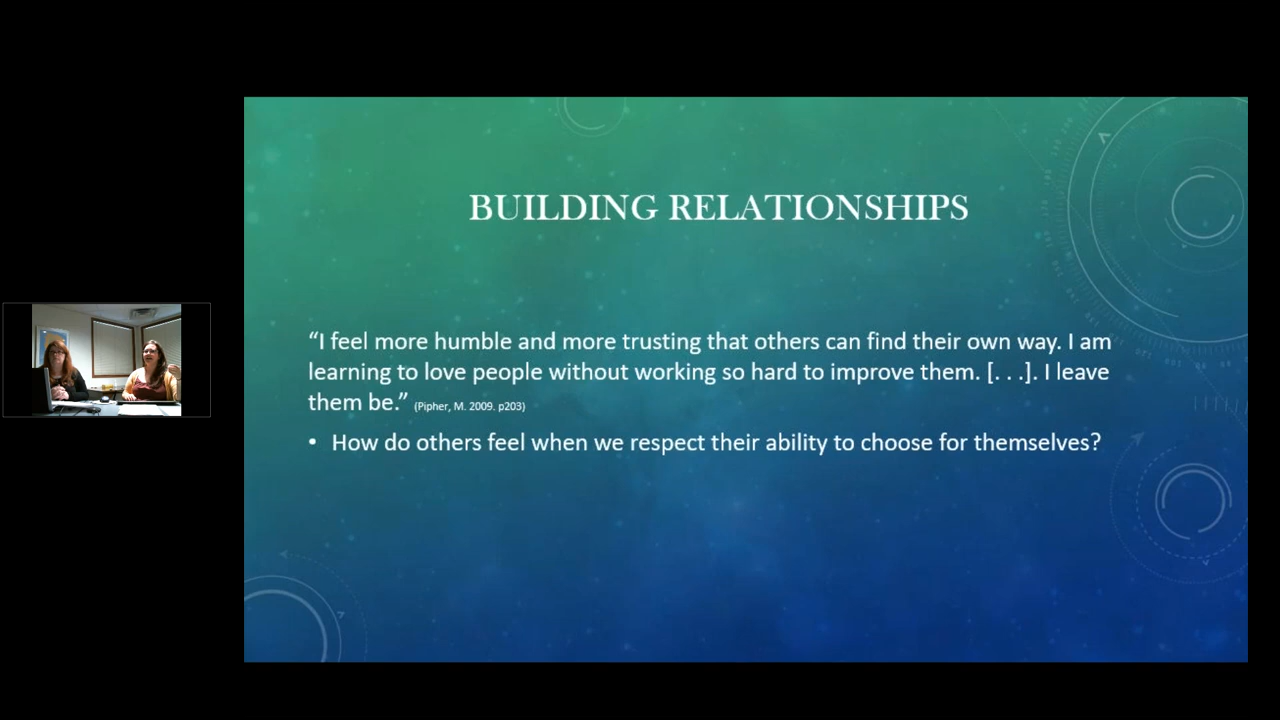 BUILDING RELATIONSHIPS
“I feel more humble and more trusting that others can find their own way. I am
learning to love people without working so hard to improve them. [. . .]. I leave
them be.” (Pipher, M. 2009. p203)
• How do others feel when we respect their ability to choose for themselves?